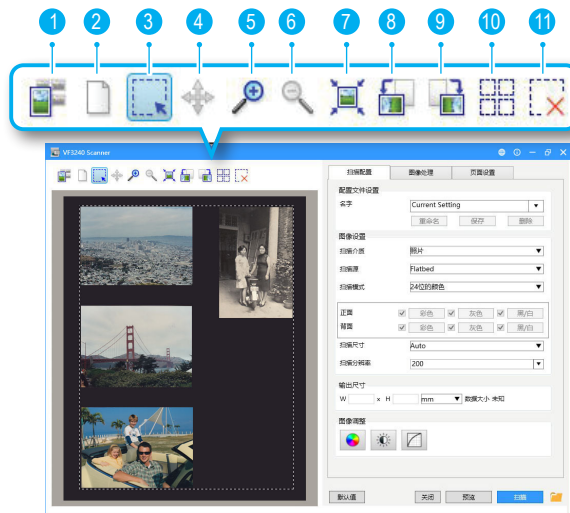 1 2 3 4 5 6 7 8 9 10 11
VF3240 Scanner
扫描配置 图像处理 页面设置
配置文件设置
名字 Current Setting
重命名 保存 删除
图像设置
扫描介质 照片
扫描源 Flatbed
扫描模式 24位的颜色
正面 彩色 灰色 黑/白
背面 彩色 灰色 黑/白
扫描尺寸 Auto
扫描分辨率 200
输出尺寸
W x H mm 数据大小 未知
图像调整
默认值 关闭 预览 扫描